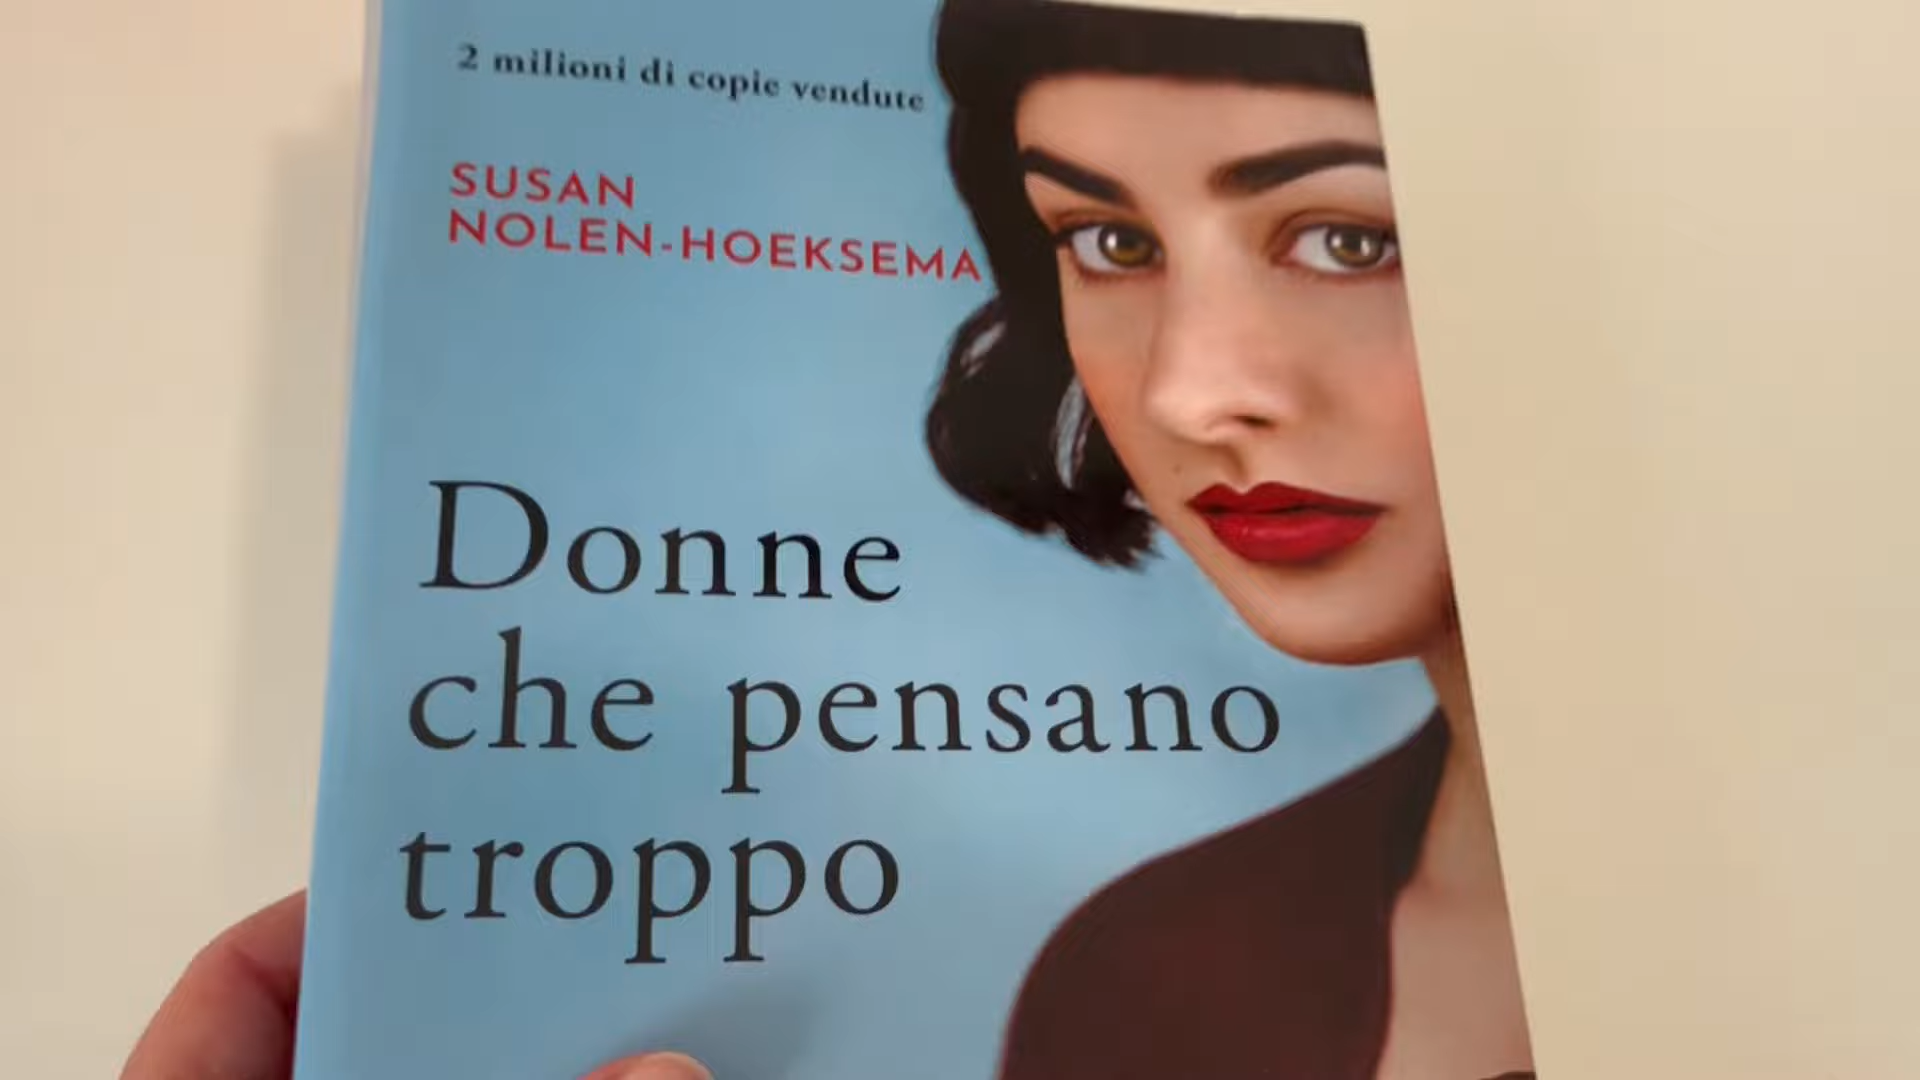 2 milioni di copie vendute
SUSAN
NOLEN-HOEKSEMA
Donne
che pensano
troppo